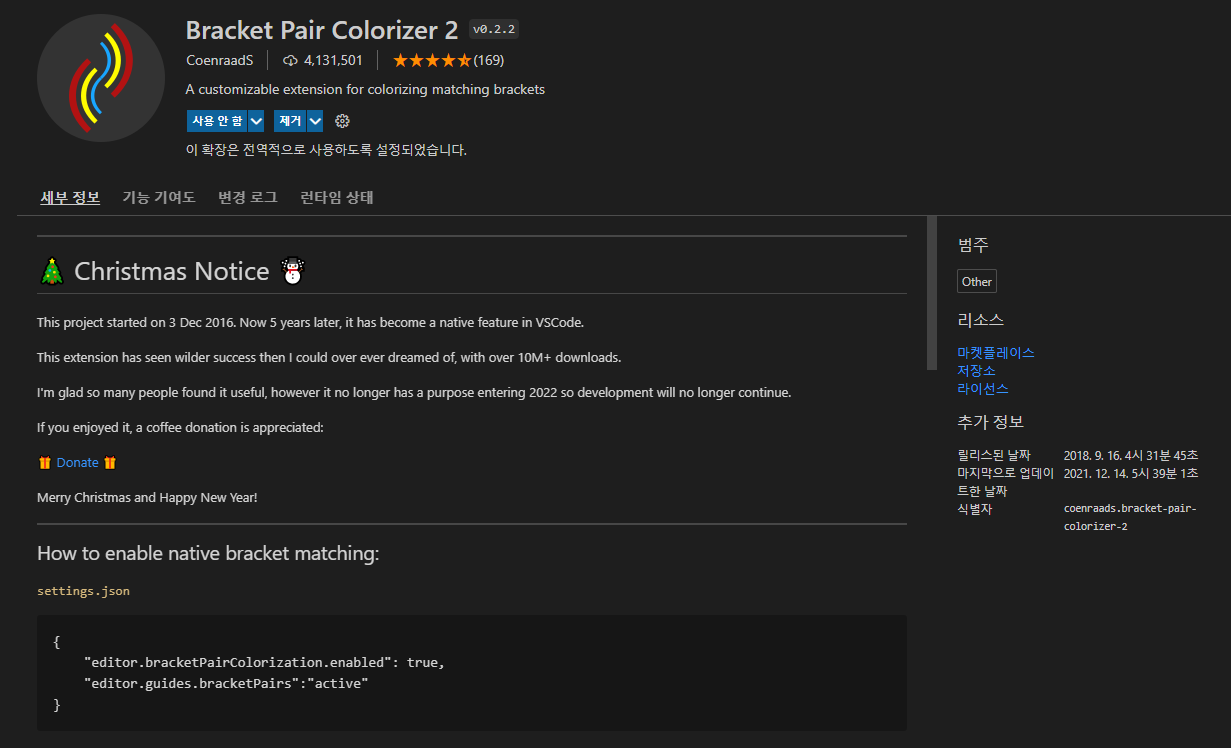 Bracket Pair Colorizer 2 v0.2.2
CoenraadS 4,131,501 (169)
A customizable extension for colorizing matching brackets
사용 안 함 제거
이 확장은 전역적으로 사용하도록 설정되었습니다.
세부 정보 기능 기여도 변경 로그 런타임 상태
Christmas Notice
This project started on 3 Dec 2016. Now 5 years later, it has become a native feature in VSCode.
This extension has seen wilder success then I could over ever dreamed of, with over 10M+ downloads.
I'm glad so many people found it useful, however it no longer has a purpose entering 2022 so development will no longer continue.
If you enjoyed it, a coffee donation is appreciated:
Donate
Merry Christmas and Happy New Year!
How to enable native bracket matching:
settings.json
{
    "editor.bracketPairColorization.enabled": true,
    "editor.guides.bracketPairs":"active"
}
범주
Other
리소스
마켓플레이스
저장소
라이선스
추가 정보
릴리스된 날짜 2018. 9. 16. 4시 31분 45초
마지막으로 업데이 2021. 12. 14. 5시 39분 1초
트한 날짜
식별자 coenraads.bracket-pair-
colorizer-2